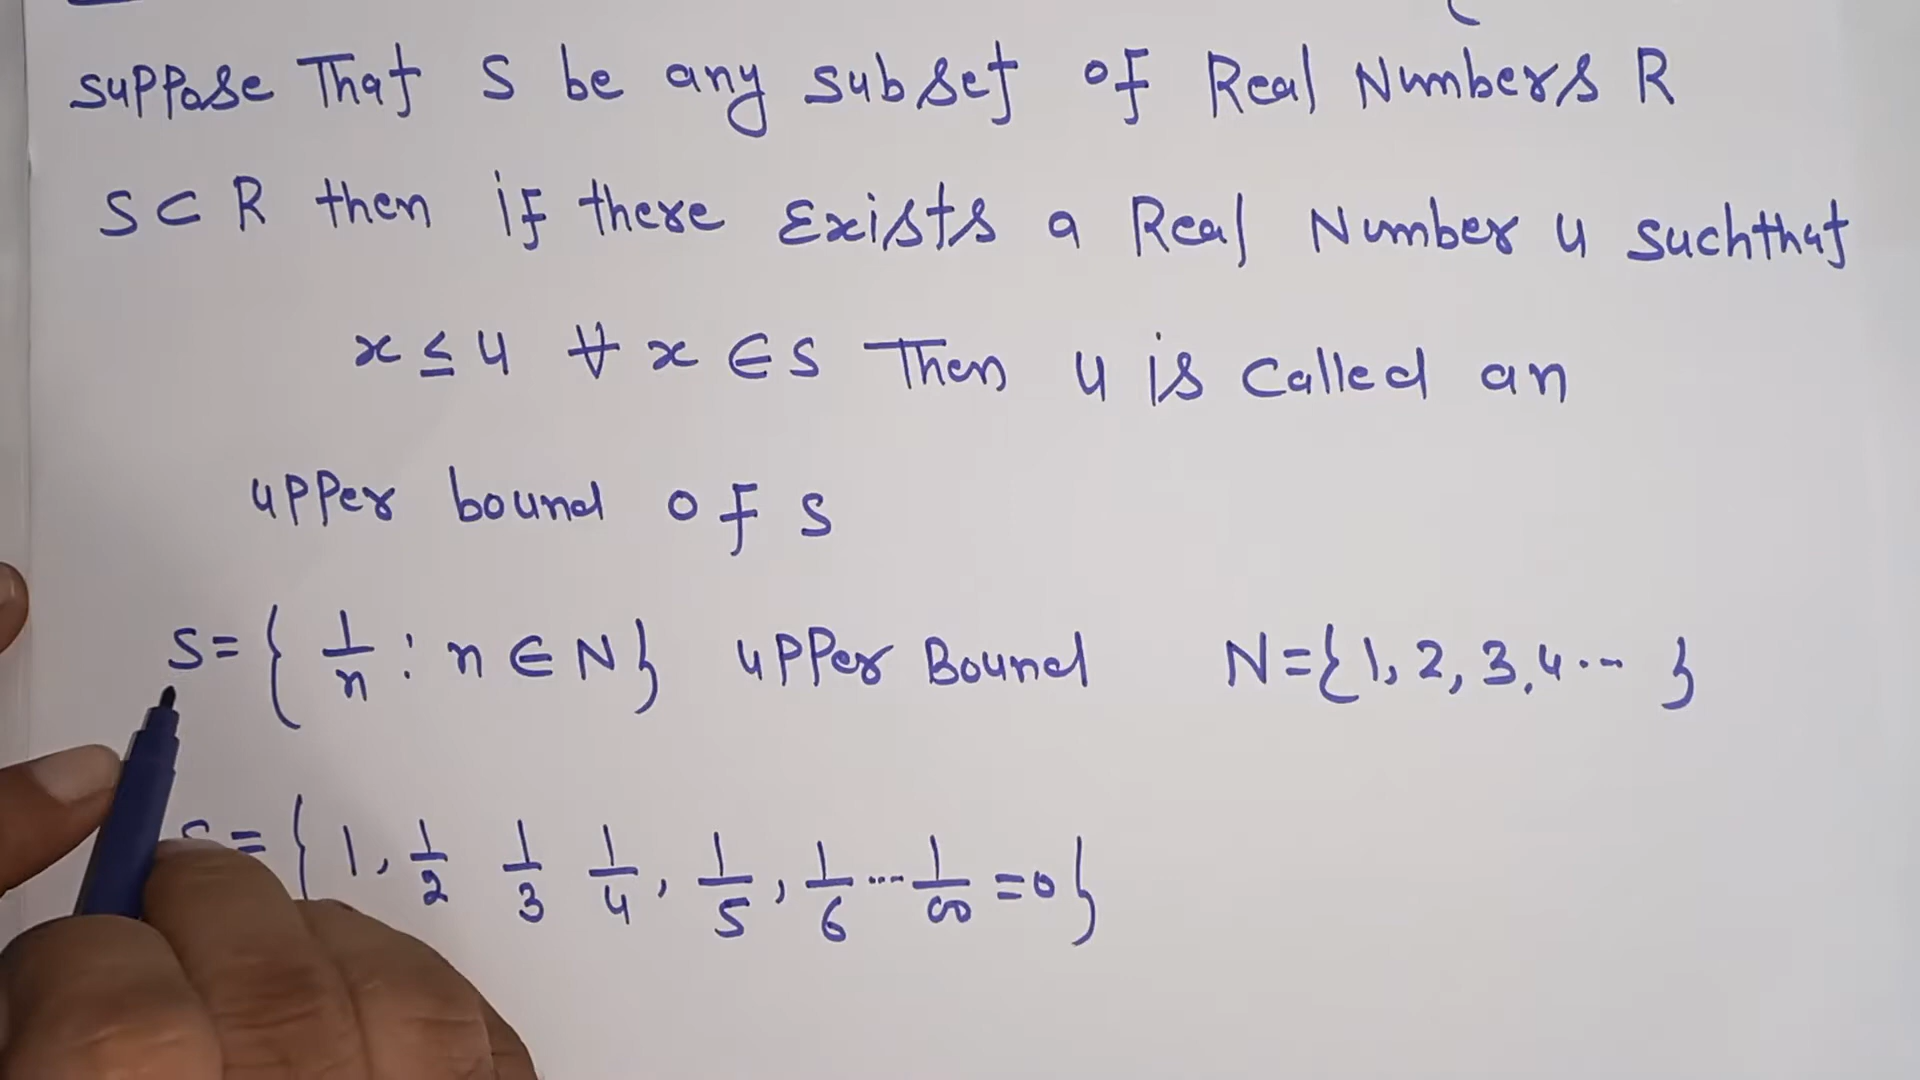 Suppose That S be any subset of Real Numbers R
S⊂R then if there Exists a Real Number u suchthat
x ≤ u ∀ x ∈ S Then u is called an
upper bound of S
S = { 1/n : n ∈ N } upper Bound N = { 1, 2, 3, 4 ... }
S = { 1, 1/2 1/3 1/4, 1/5, 1/6 ... 1/∞ = 0 }